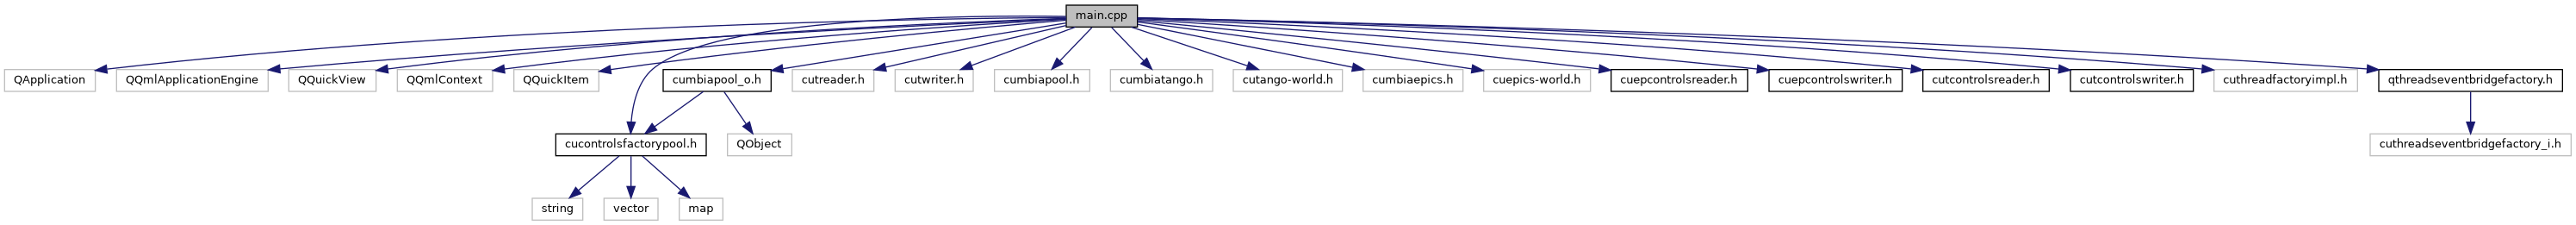 main.cpp
QApplication
QQmlApplicationEngine
QQuickView
QQmlContext
QQuickItem
cumbiapool_o.h
cutreader.h
cutwriter.h
cumbiapool.h
cumbiatango.h
cutango-world.h
cumbiaepics.h
cuepics-world.h
cuepcontrolsreader.h
cuepcontrolswriter.h
cutcontrolsreader.h
cutcontrolswriter.h
cuthreadfactoryimpl.h
qthreadseventbridgefactory.h
cucontrolsfactorypool.h
QObject
cuthreadseventbridgefactory_i.h
string
vector
map